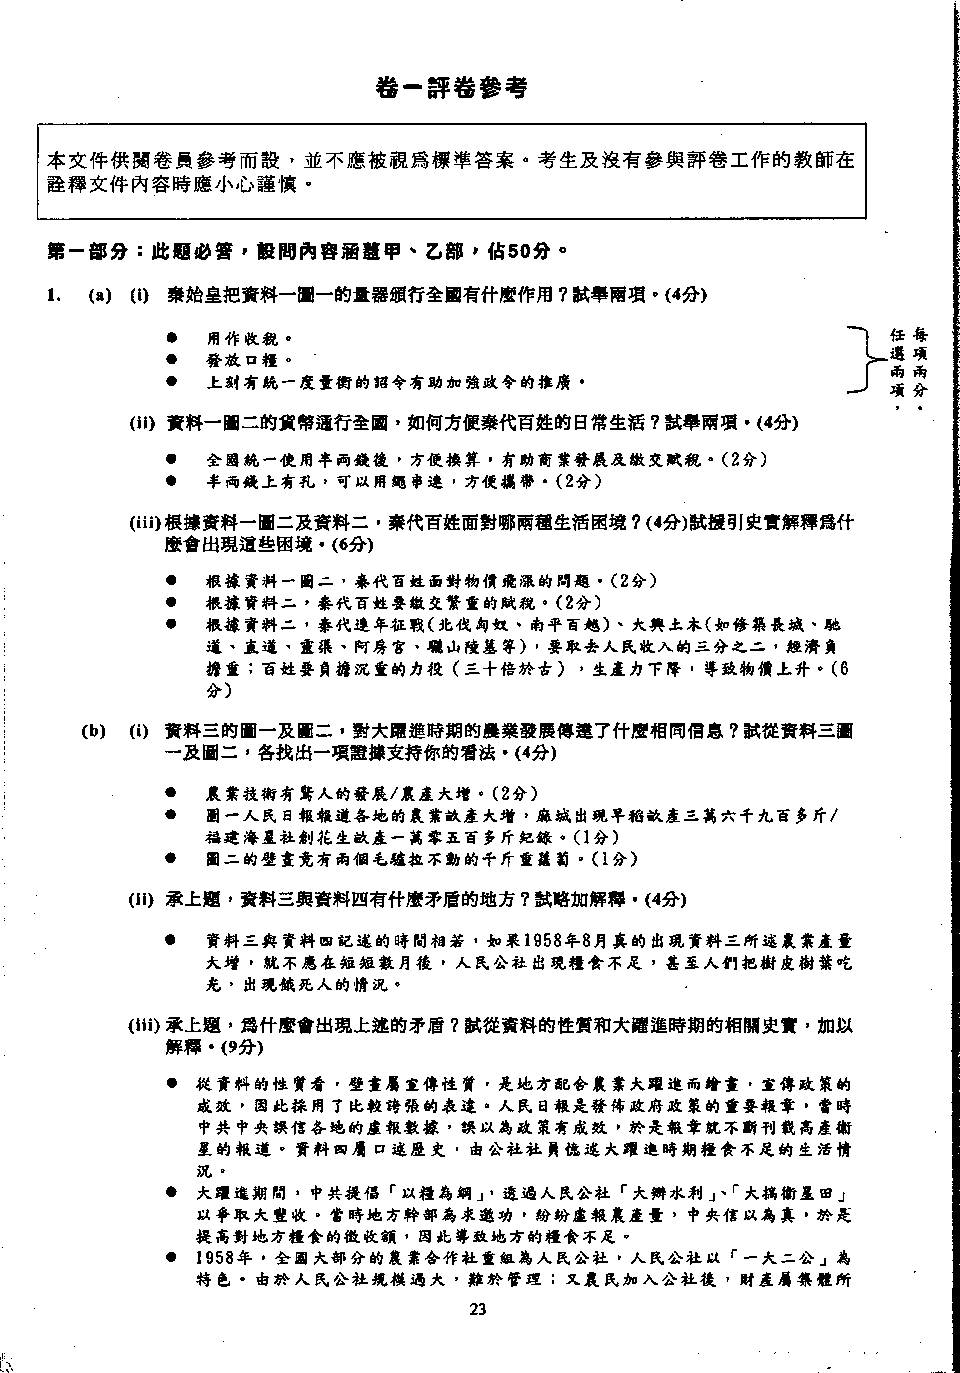 卷一評卷參考
本文件供閱卷員參考而設，並不應被視爲標準答案。考生及沒有參與評卷工作的教師在
詮釋文件內容時應小心謹慎。
第一部分：此題必答，設問內容涵蓋甲、乙部，佔50分。
1. (a) (i) 秦始皇把資料一圖一的量器頒行全國有什麼作用？試舉兩項。(4分)
● 用作收稅。
● 發放口糧。
● 上刻有統一度量衡的詔令有助加強政令的推廣。
每項兩分。
任選兩項，
(ii) 資料一圖二的貨幣通行全國，如何方便秦代百姓的日常生活？試舉兩項。(4分)
● 全國統一使用半兩錢後，方便換算，有助商業發展及繳交賦稅。(2分)
● 半兩錢上有孔，可以用繩串連，方便攜帶。(2分)
(iii) 根據資料一圖二及資料二，秦代百姓面對哪兩種生活困境？(4分)試援引史實解釋爲什
麼會出現這些困境。(6分)
● 根據資料一圖二，秦代百姓面對物價飛漲的問題。(2分)
● 根據資料二，秦代百姓要繳交繁重的賦稅。(2分)
● 根據資料二，秦代連年征戰(北伐匈奴、南平百越)、大興土木(如修築長城、馳
道、直道、靈渠、阿房宮、驪山陵墓等)，要取去人民收入的三分之二，經濟負
擔重；百姓要負擔沉重的力役（三十倍於古），生產力下降，導致物價上升。(6
分)
(b) (i) 資料三的圖一及圖二，對大躍進時期的農業發展傳達了什麼相同信息？試從資料三圖
一及圖二，各找出一項證據支持你的看法。(4分)
● 農業技術有驚人的發展/農產大增。(2分)
● 圖一人民日報報道各地的農業畝產大增，麻城出現早稻畝產三萬六千九百多斤/
福建海星社創花生畝產一萬零五百多斤紀錄。(1分)
● 圖二的壁畫竟有兩個毛驢拉不動的千斤重蘿蔔。(1分)
(ii) 承上題，資料三與資料四有什麼矛盾的地方？試略加解釋。(4分)
● 資料三與資料四記述的時間相若，如果1958年8月真的出現資料三所述農業產量
大增，就不應在短短數月後，人民公社出現糧食不足，甚至人們把樹皮樹葉吃
光，出現餓死人的情況。
(iii) 承上題，爲什麼會出現上述的矛盾？試從資料的性質和大躍進時期的相關史實，加以
解釋。(9分)
● 從資料的性質看，壁畫屬宣傳性質，是地方配合農業大躍進而繪畫，宣傳政策的
成效，因此採用了比較誇張的表達。人民日報是發佈政府政策的重要報章，當時
中共中央誤信各地的虛報數據，誤以為政策有成效，於是報章就不斷刊載高產衛
星的報道。資料四屬口述歷史，由公社社員憶述大躍進時期糧食不足的生活情
況。
● 大躍進期間，中共提倡「以糧為綱」，透過人民公社「大辦水利」、「大搞衛星田」
以爭取大豐收。當時地方幹部為求邀功，紛紛虛報農產量，中央信以為真，於是
提高對地方糧食的徵收額，因此導致地方的糧食不足。
● 1958年，全國大部分的農業合作社重組為人民公社，人民公社以「一大二公」為
特色。由於人民公社規模過大，難於管理；又農民加入公社後，財產屬集體所
23